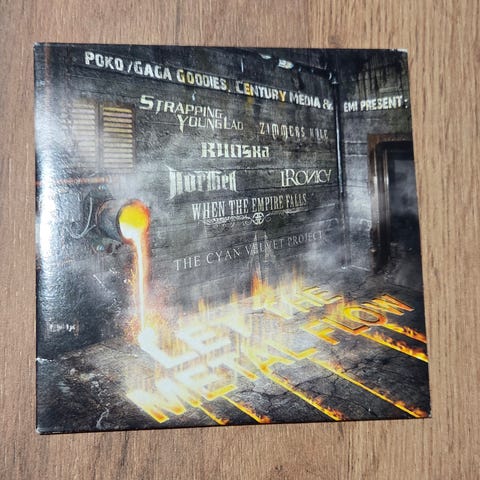 POKO /GAGA GOODIES, CENTURY MEDIA & EMI PRESENT:
STRAPPING
YOUNG LAD
ZIMMERS HOLE
RUOSKA
NORTHER
IRONICA
WHEN THE EMPIRE FALLS
THE CYAN VELVET PROJECT
LET THE
METAL FLOW